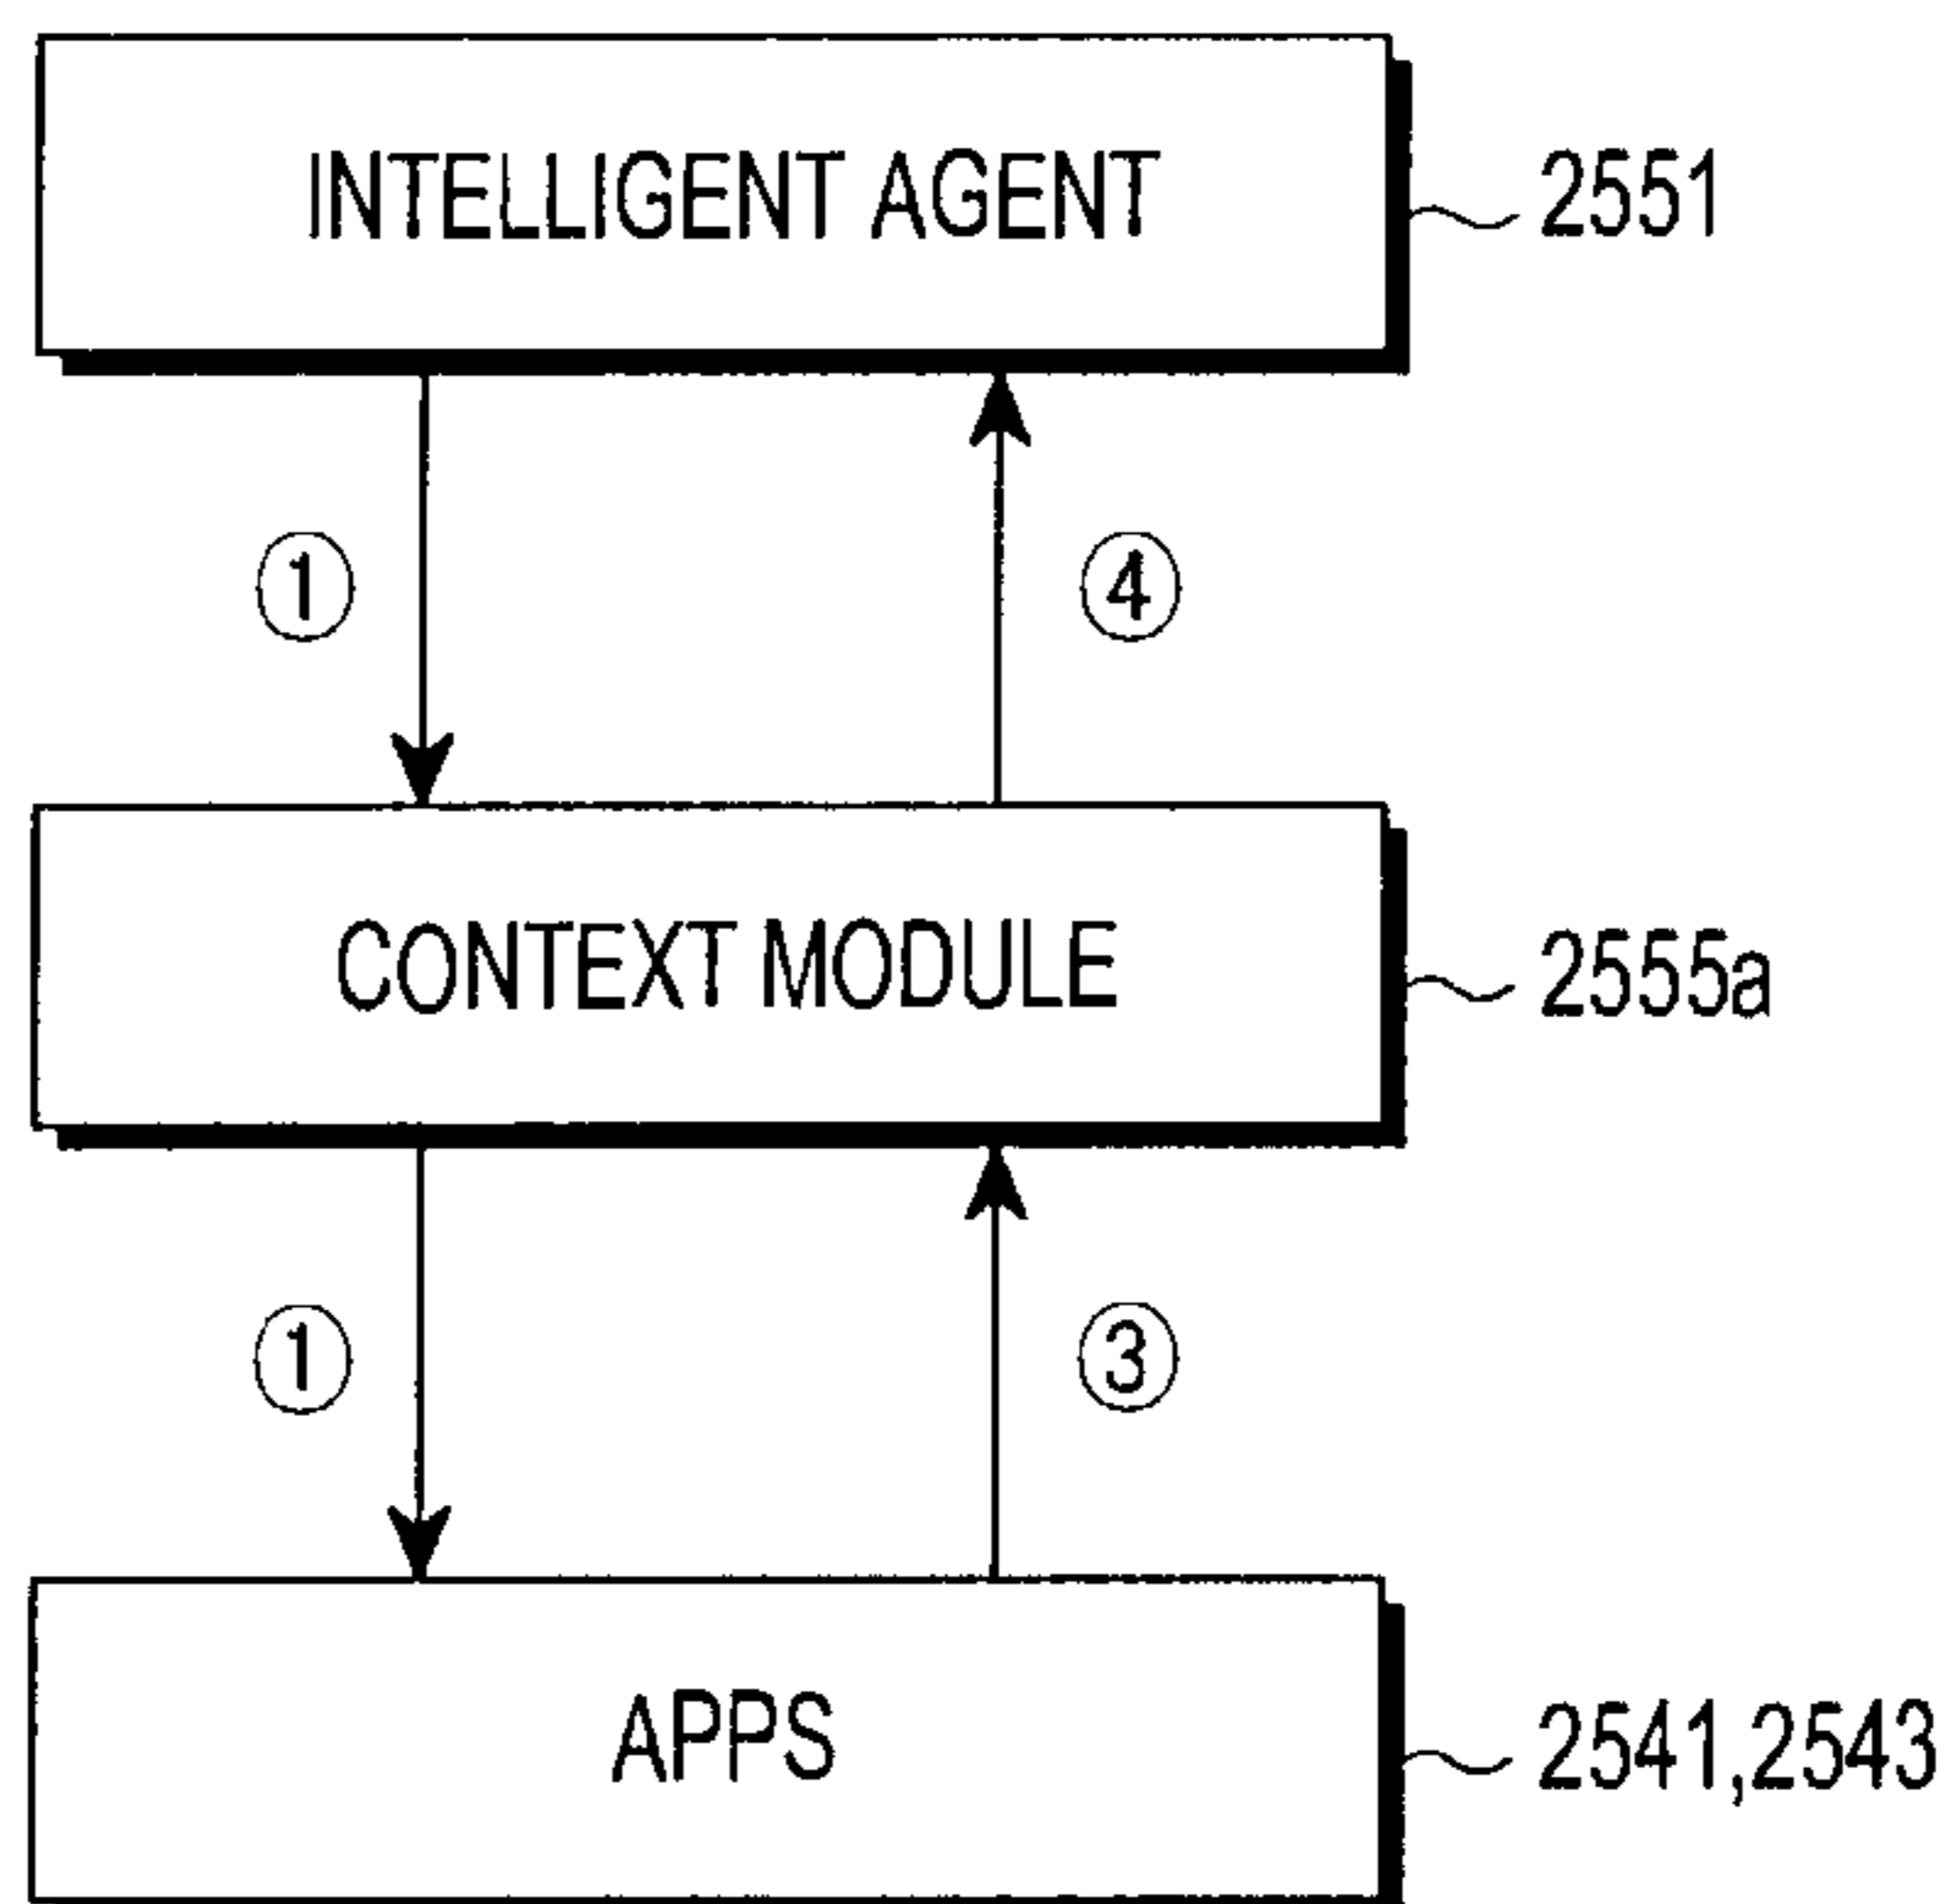 INTELLIGENT AGENT
2551
① ④
CONTEXT MODULE
2555a
① ③
APPS
2541,2543